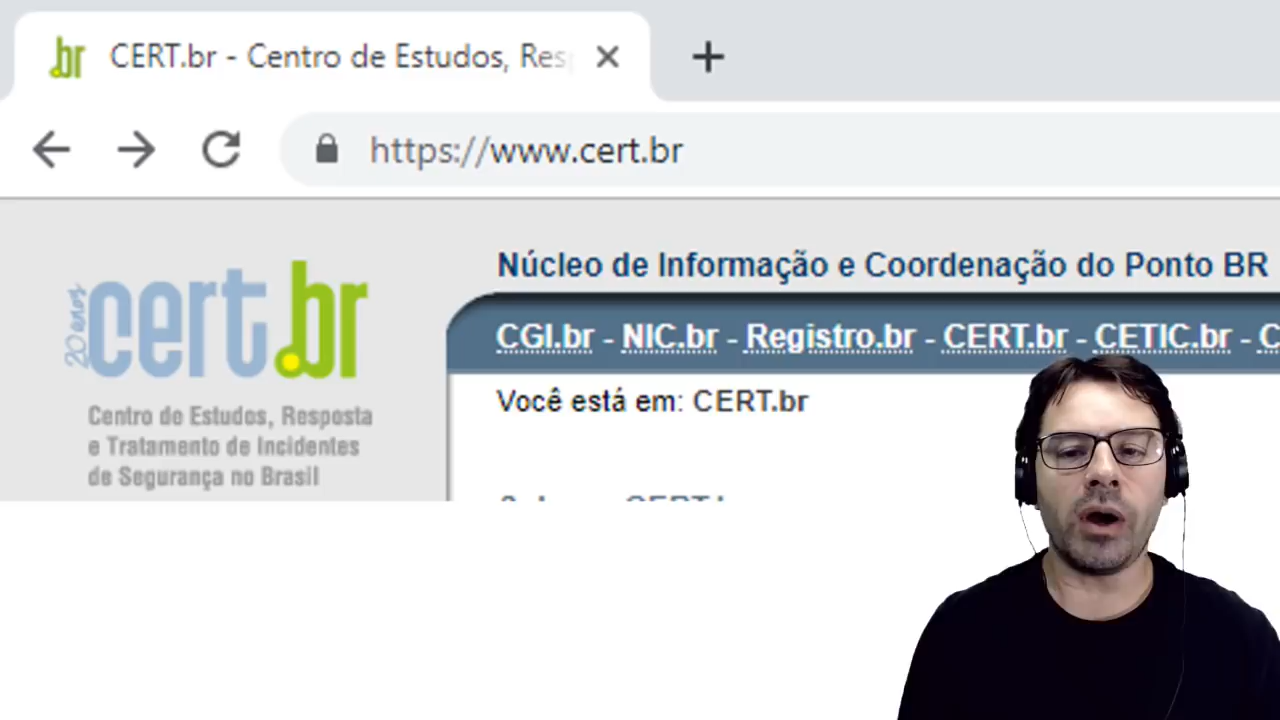 CERT.br - Centro de Estudos, Res
https://www.cert.br
20 anos
cert.br
Centro de Estudos, Resposta
e Tratamento de Incidentes
de Segurança no Brasil
Núcleo de Informação e Coordenação do Ponto BR
CGI.br - NIC.br - Registro.br - CERT.br - CETIC.br - C
Você está em: CERT.br